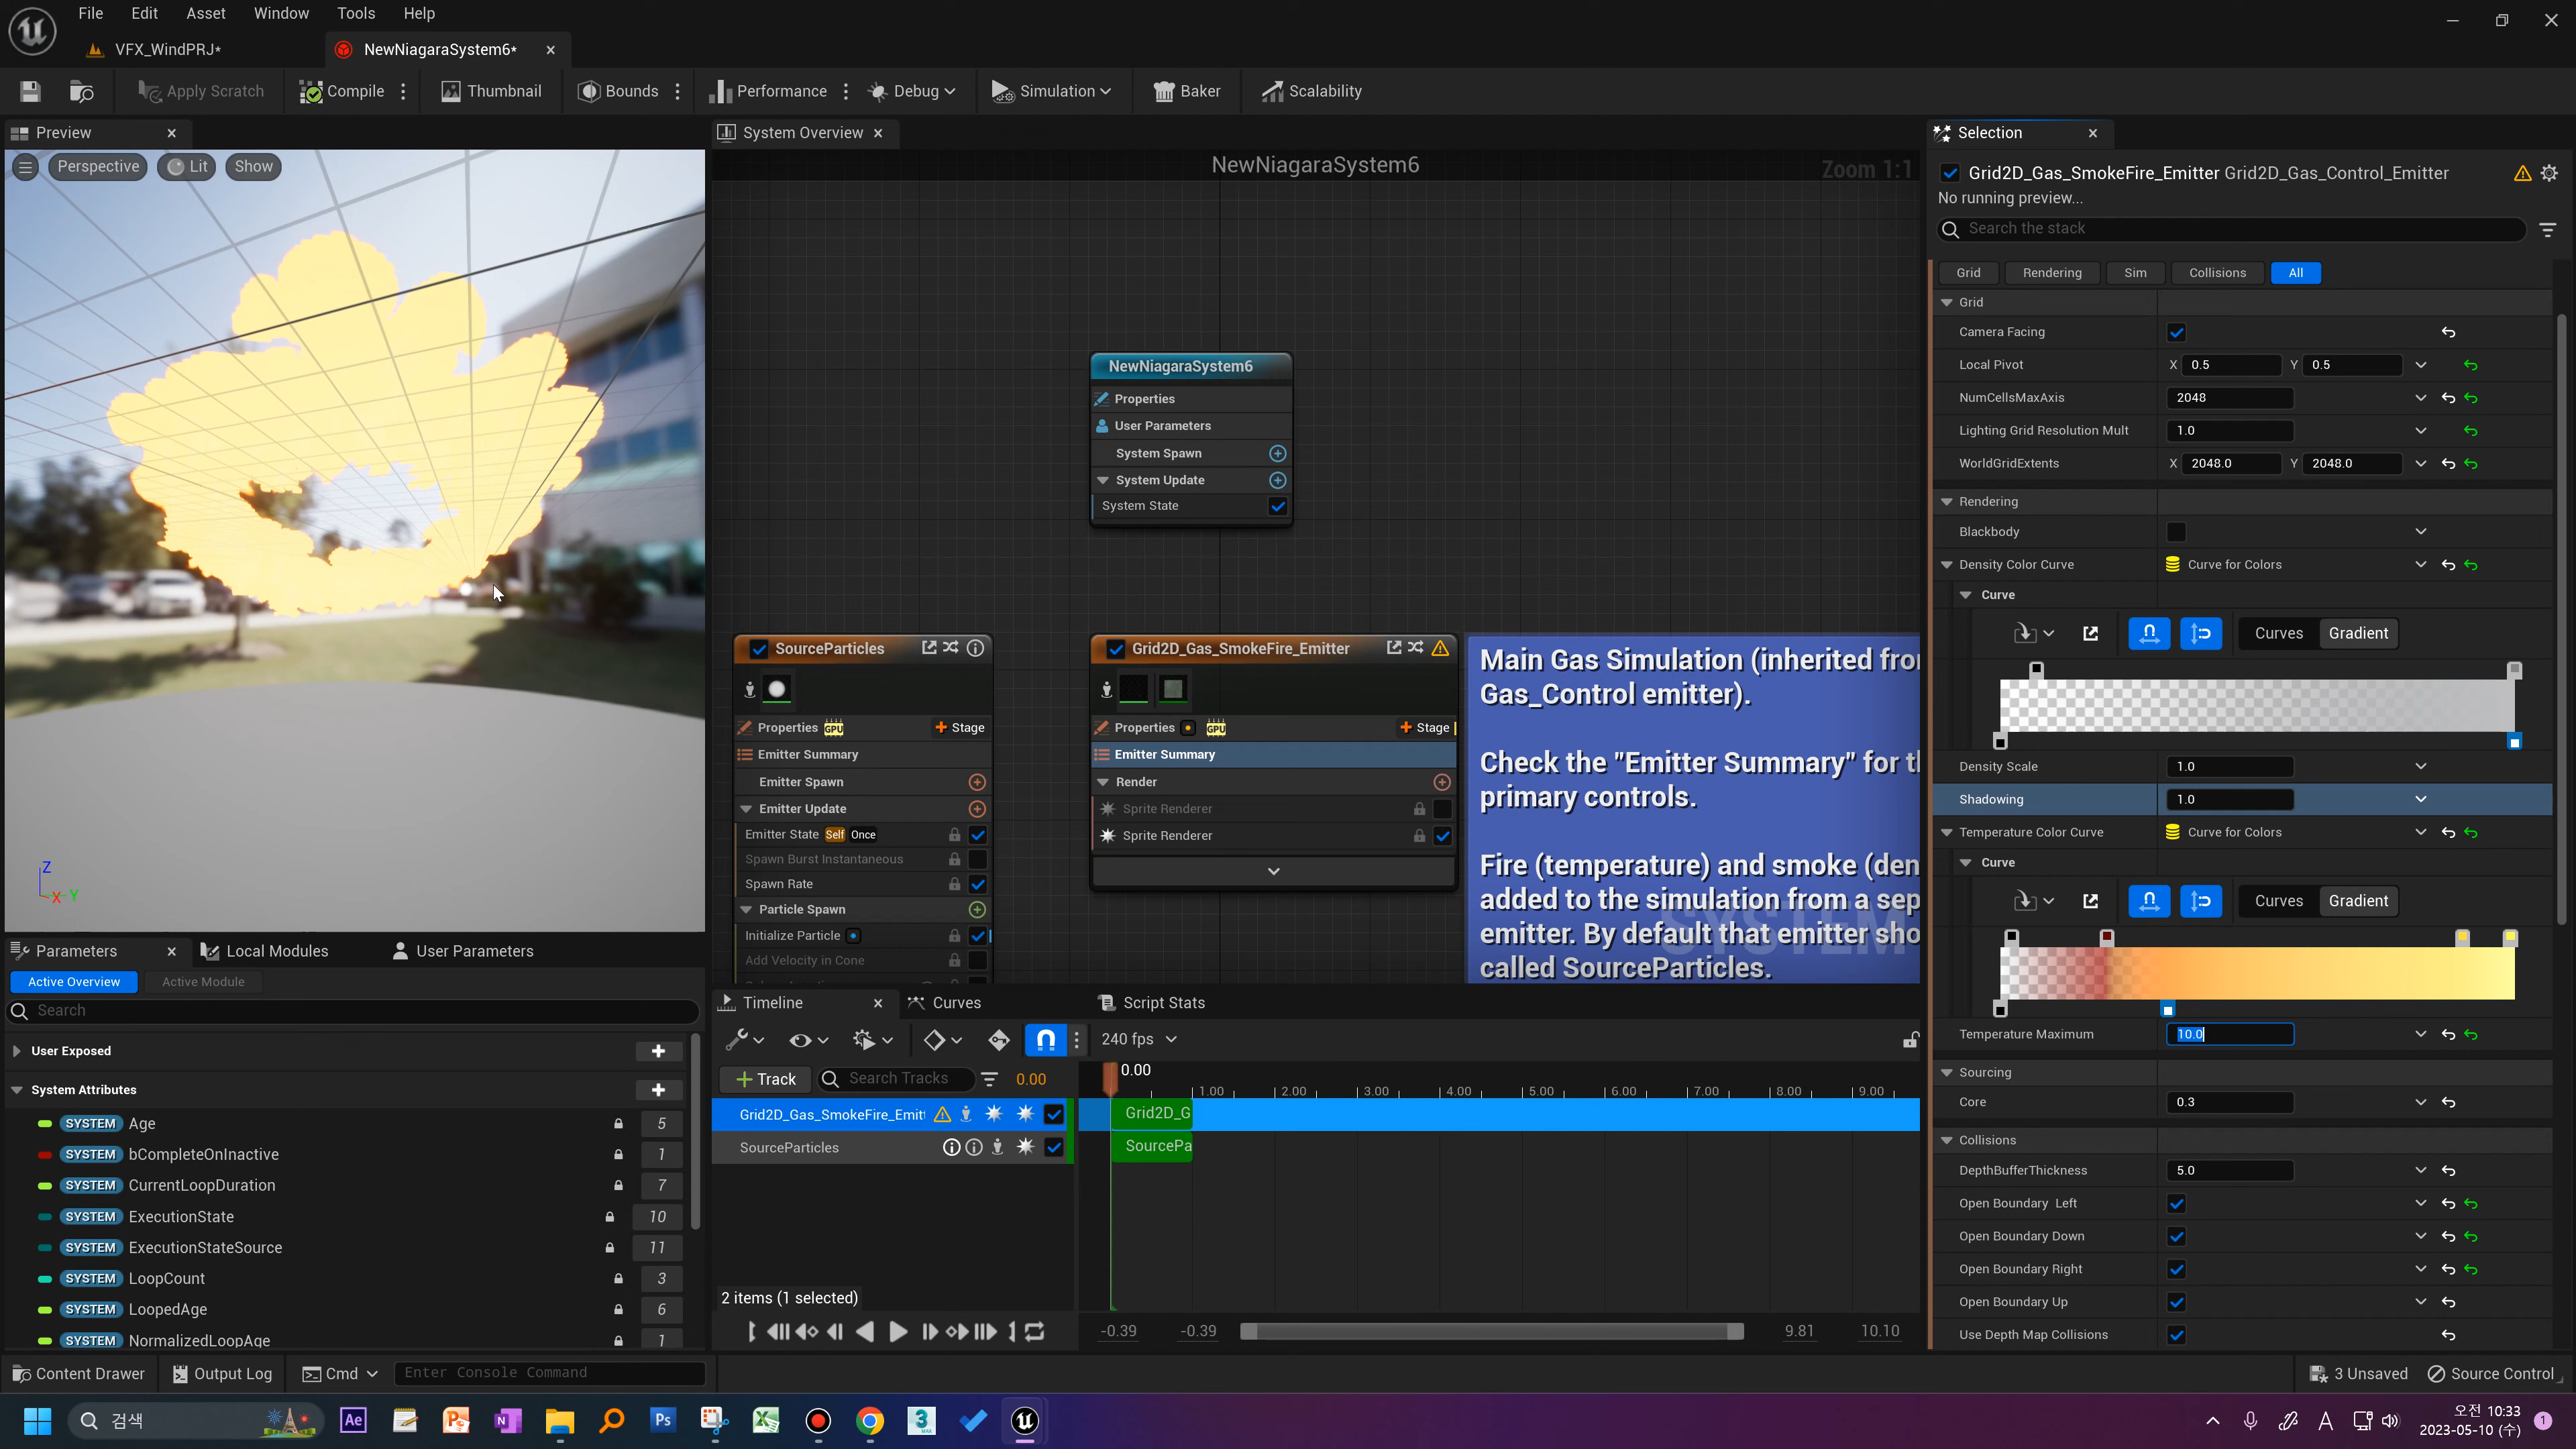 File Edit Asset Window Tools Help
VFX_WindPRJ*
NewNiagaraSystem6*
Apply Scratch Compile Thumbnail Bounds Performance Debug Simulation Baker Scalability
Preview
Perspective Lit Show
Z
X Y
System Overview
NewNiagaraSystem6
Zoom 1:1
NewNiagaraSystem6
Properties
User Parameters
System Spawn
System Update
System State
SourceParticles
Properties GPU Stage
Emitter Summary
Emitter Spawn
Emitter Update
Emitter State Self Once
Spawn Burst Instantaneous
Spawn Rate
Particle Spawn
Initialize Particle
Add Velocity in Cone
Grid2D_Gas_SmokeFire_Emitter
Properties GPU Stage
Emitter Summary
Render
Sprite Renderer
Sprite Renderer
Main Gas Simulation (inherited from
Gas_Control emitter).
Check the "Emitter Summary" for th
primary controls.
Fire (temperature) and smoke (den
added to the simulation from a sep
emitter. By default that emitter sho
called SourceParticles.
SYSTEM
Selection
Grid2D_Gas_SmokeFire_Emitter Grid2D_Gas_Control_Emitter
No running preview...
Search the stack
Grid Rendering Sim Collisions All
Grid
Camera Facing
Local Pivot X 0.5 Y 0.5
NumCellsMaxAxis 2048
Lighting Grid Resolution Mult 1.0
WorldGridExtents X 2048.0 Y 2048.0
Rendering
Blackbody
Density Color Curve Curve for Colors
Curve
Curves Gradient
Density Scale 1.0
Shadowing 1.0
Temperature Color Curve Curve for Colors
Curve
Curves Gradient
Temperature Maximum 10.0
Sourcing
Core 0.3
Collisions
DepthBufferThickness 5.0
Open Boundary Left
Open Boundary Down
Open Boundary Right
Open Boundary Up
Use Depth Map Collisions
Parameters Local Modules User Parameters
Active Overview Active Module
Search
User Exposed
System Attributes
SYSTEM Age 5
SYSTEM bCompleteOnInactive 1
SYSTEM CurrentLoopDuration 7
SYSTEM ExecutionState 10
SYSTEM ExecutionStateSource 11
SYSTEM LoopCount 3
SYSTEM LoopedAge 6
SYSTEM NormalizedLoopAge 1
Timeline Curves Script Stats
240 fps
Track Search Tracks 0.00
0.00
1.00 2.00 3.00 4.00 5.00 6.00 7.00 8.00 9.00
Grid2D_Gas_SmokeFire_Emit
Grid2D_G
SourceParticles
SourcePa
2 items (1 selected)
-0.39 -0.39 9.81 10.10
Content Drawer Output Log Cmd Enter Console Command
3 Unsaved Source Control
검색
Ae
Ps
A
오전 10:33
2023-05-10 (수)
1